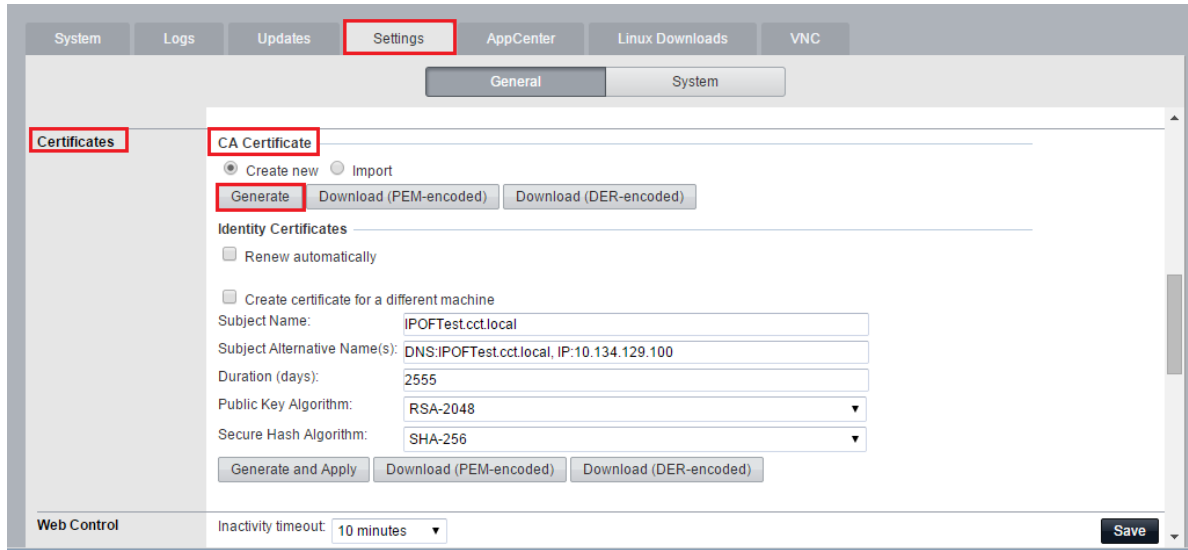 System Logs Updates Settings AppCenter Linux Downloads VNC
General System
Certificates
CA Certificate
Create new Import
Generate Download (PEM-encoded) Download (DER-encoded)
Identity Certificates
Renew automatically
Create certificate for a different machine
Subject Name: IPOFTest.cct.local
Subject Alternative Name(s): DNS:IPOFTest.cct.local, IP:10.134.129.100
Duration (days): 2555
Public Key Algorithm: RSA-2048
Secure Hash Algorithm: SHA-256
Generate and Apply Download (PEM-encoded) Download (DER-encoded)
Web Control Inactivity timeout: 10 minutes Save